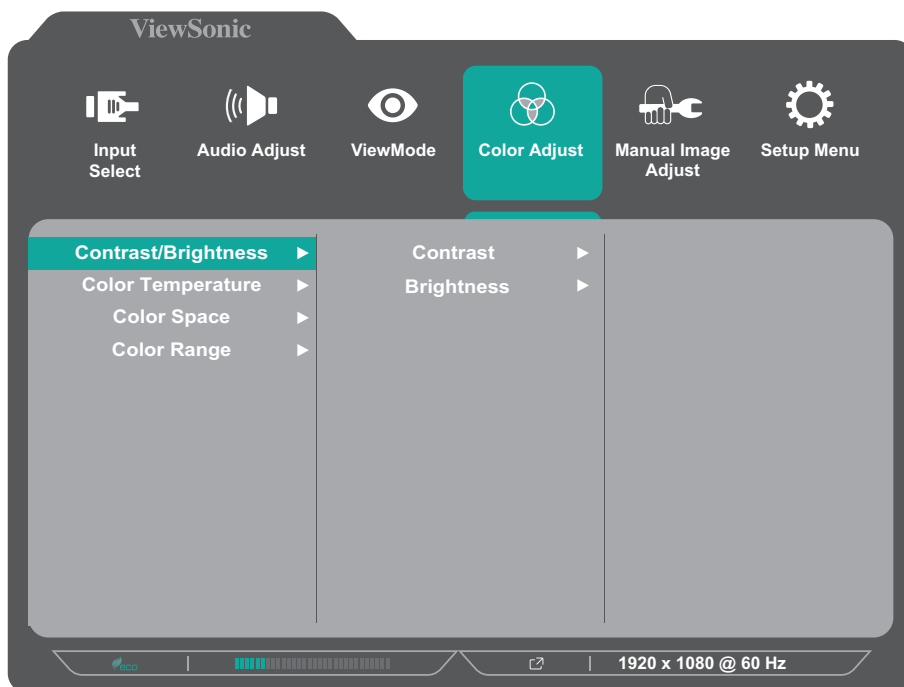 ViewSonic
Input
Select
Audio Adjust
ViewMode
Color Adjust
Manual Image
Adjust
Setup Menu
Contrast/Brightness
Color Temperature
Color Space
Color Range
Contrast
Brightness
eco
1920 x 1080 @ 60 Hz